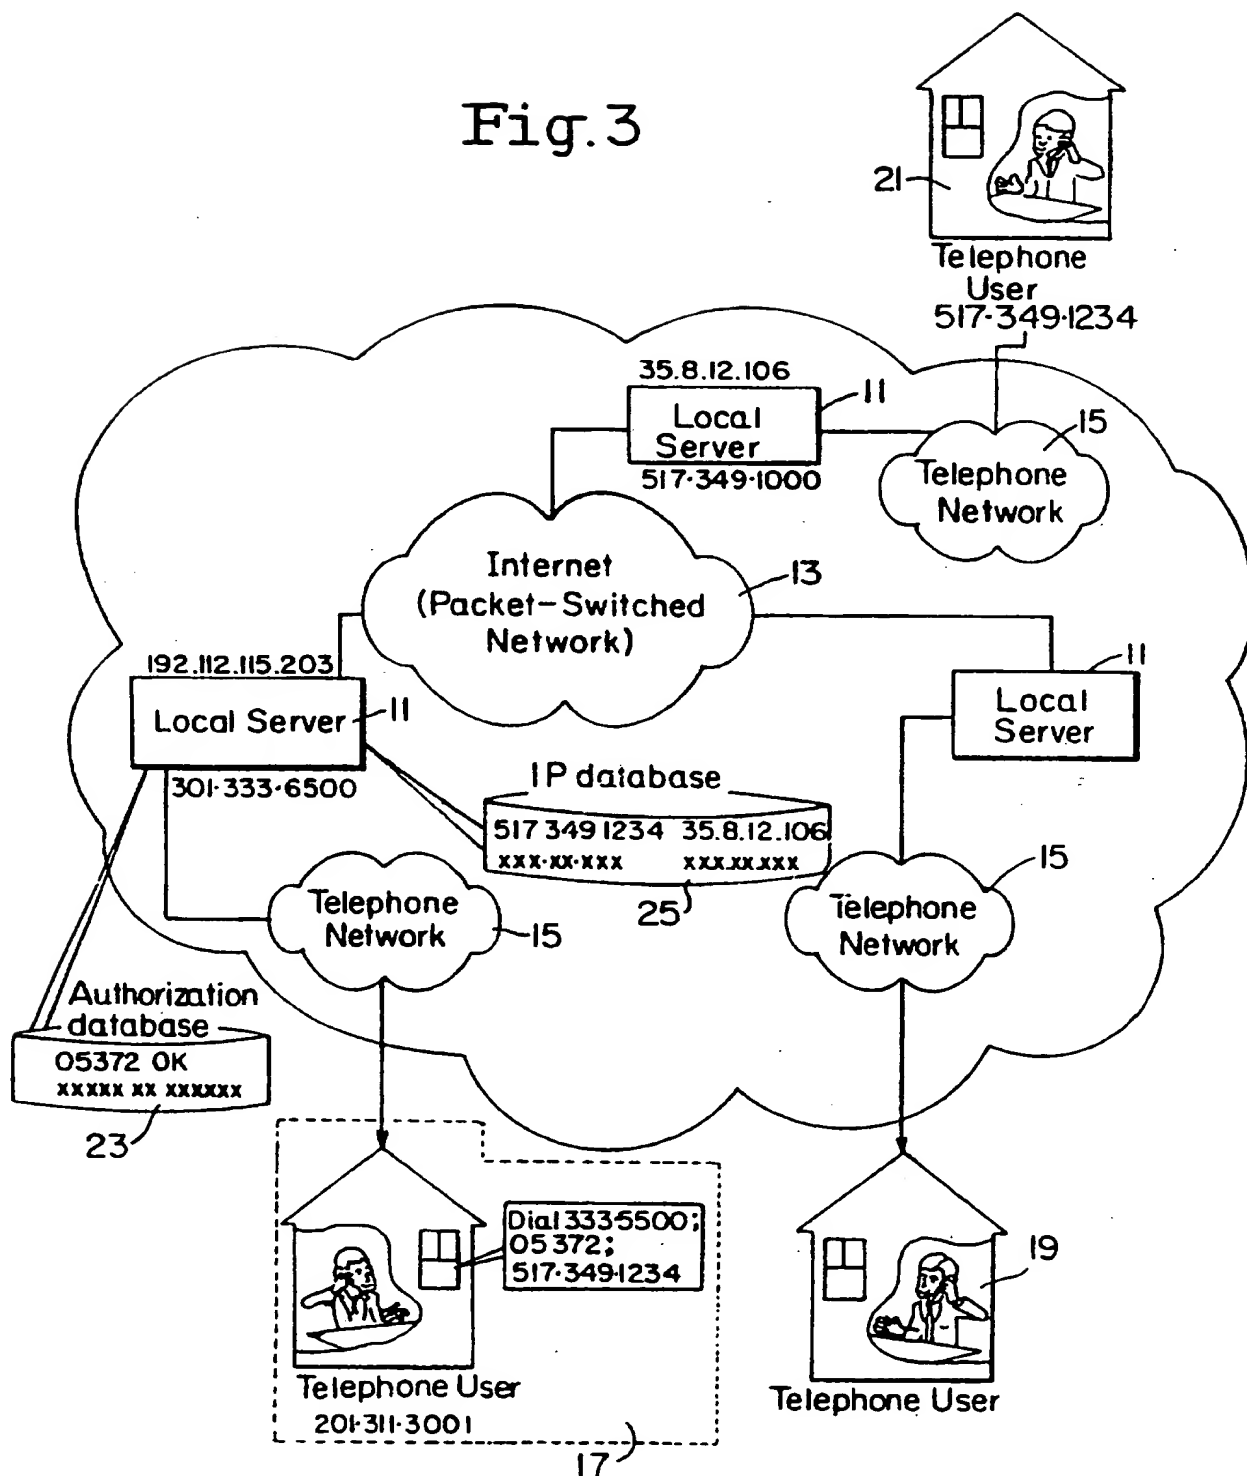 Fig.3
21
Telephone
User
517·349·1234
35.8.12.106
11
Local
Server
517·349·1000
15
Telephone
Network
Internet
(Packet-Switched
Network)
13
192.112.115.203
Local Server
11
301·333·6500
11
Local
Server
IP database
517 349 1234 35.8.12.106
xxx·xx·xxx xxx.xx.xxx
25
Telephone
Network
15
15
Telephone
Network
Authorization
database
05372 OK
xxxxx xx xxxxxx
23
Dial 333·5500;
05372;
517·349·1234
Telephone User
201·311·3001
17
19
Telephone User